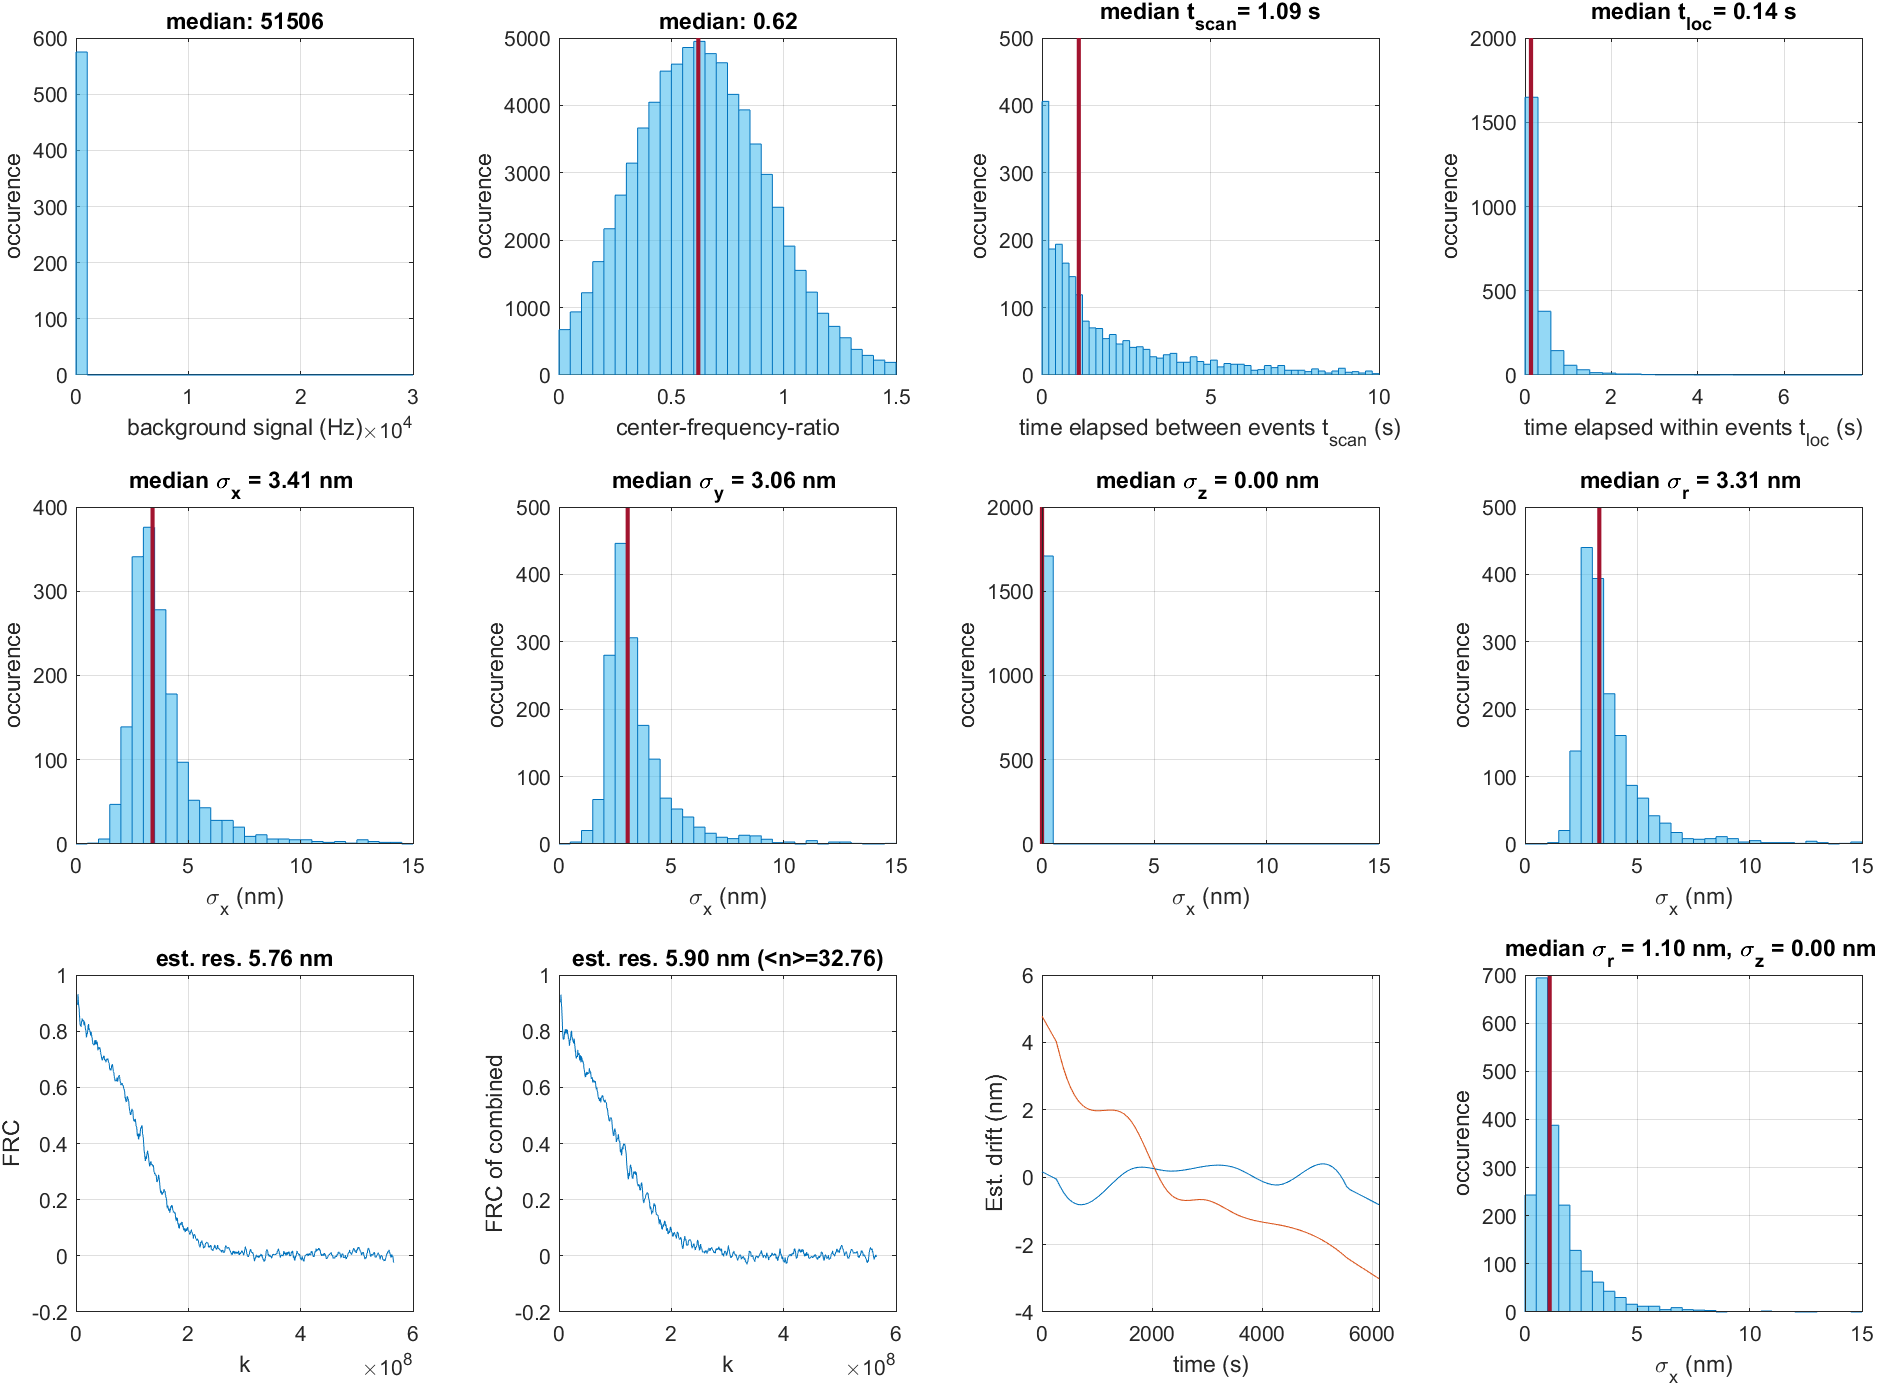 median: 51506
600
500
400
300
200
100
0
occurence
0 1 2 3
background signal (Hz) ×10^4
median: 0.62
5000
4000
3000
2000
1000
0
occurence
0 0.5 1 1.5
center-frequency-ratio
median t_scan= 1.09 s
500
400
300
200
100
0
occurence
0 5 10
time elapsed between events t_scan (s)
median t_loc= 0.14 s
2000
1500
1000
500
0
occurence
0 2 4 6
time elapsed within events t_loc (s)
median σ_x = 3.41 nm
400
300
200
100
0
occurence
0 5 10 15
σ_x (nm)
median σ_y = 3.06 nm
500
400
300
200
100
0
occurence
0 5 10 15
σ_x (nm)
median σ_z = 0.00 nm
2000
1500
1000
500
0
occurence
0 5 10 15
σ_x (nm)
median σ_r = 3.31 nm
500
400
300
200
100
0
occurence
0 5 10 15
σ_x (nm)
est. res. 5.76 nm
1
0.8
0.6
0.4
0.2
0
-0.2
FRC
0 2 4 6
k ×10^8
est. res. 5.90 nm (<n>=32.76)
1
0.8
0.6
0.4
0.2
0
-0.2
FRC of combined
0 2 4 6
k ×10^8
6
4
2
0
-2
-4
Est. drift (nm)
0 2000 4000 6000
time (s)
median σ_r = 1.10 nm, σ_z = 0.00 nm
700
600
500
400
300
200
100
0
occurence
0 5 10 15
σ_x (nm)